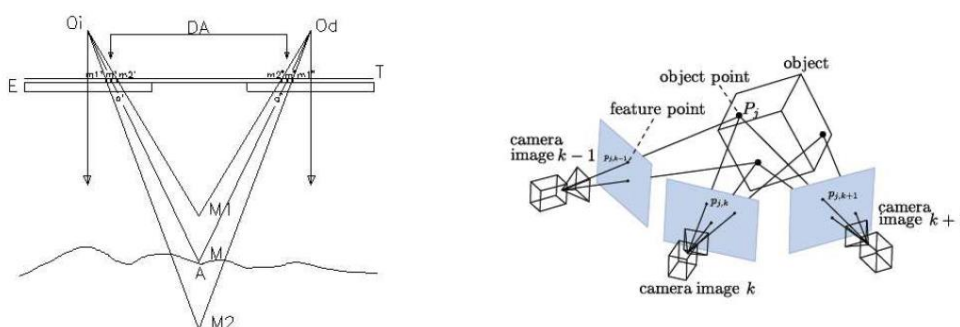 Oi
DA
Od
m1' m' m2'
m2" m" m1"
T
E
a'
a"
M1
M
A
M2
object
object point
P_j
feature point
camera
image k − 1
p_{j,k-1}
p_{j,k}
p_{j,k+1}
camera
image k +
camera image k